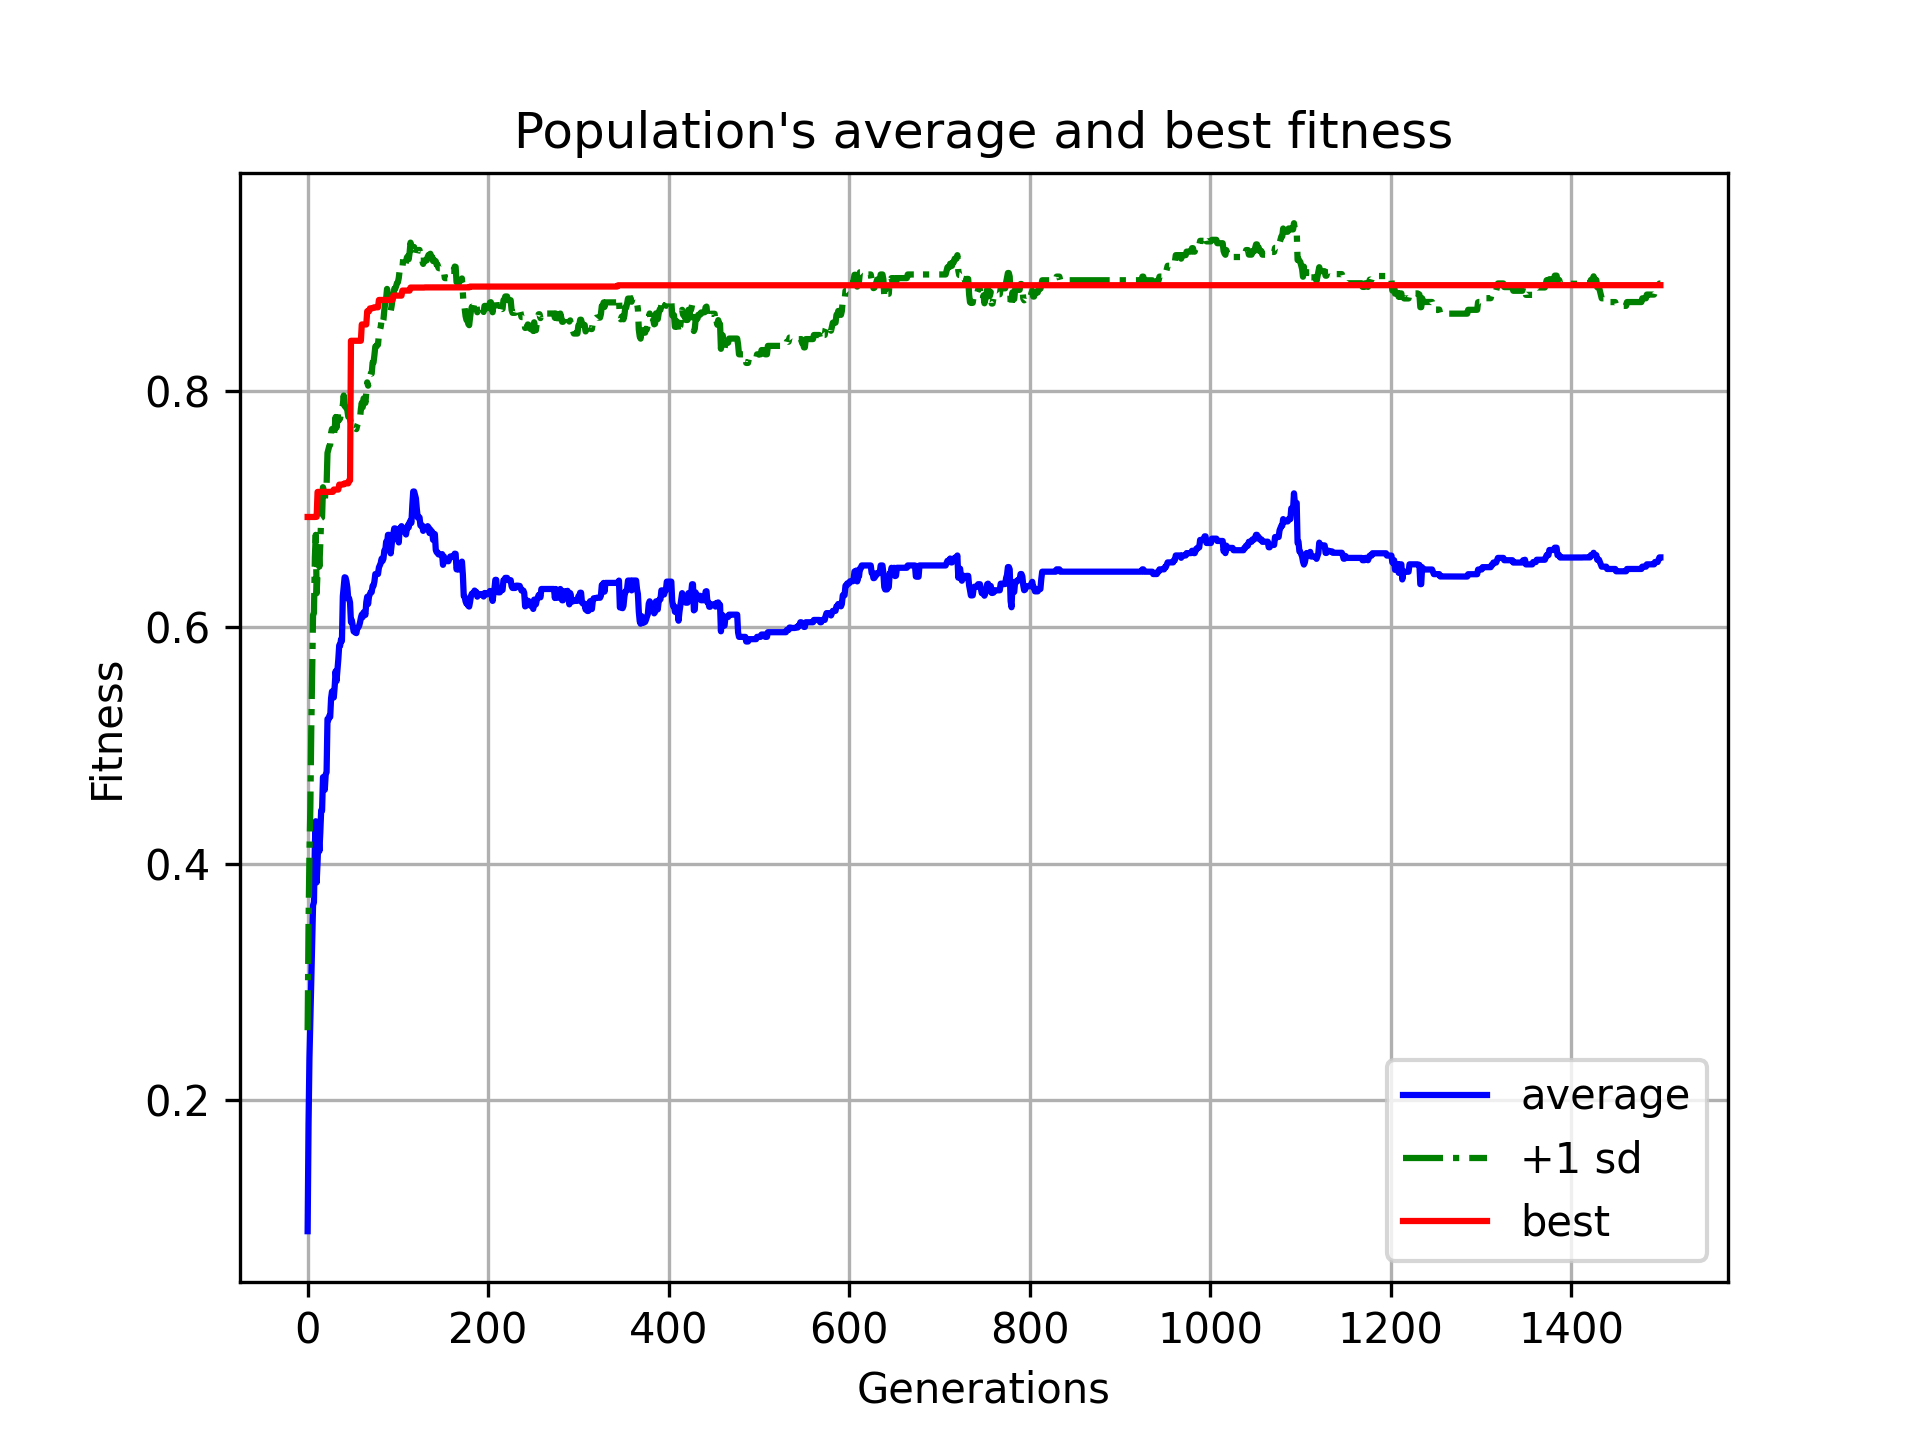 Population's average and best fitness
Fitness
0.8
0.6
0.4
0.2
average
+1 sd
best
0 200 400 600 800 1000 1200 1400
Generations